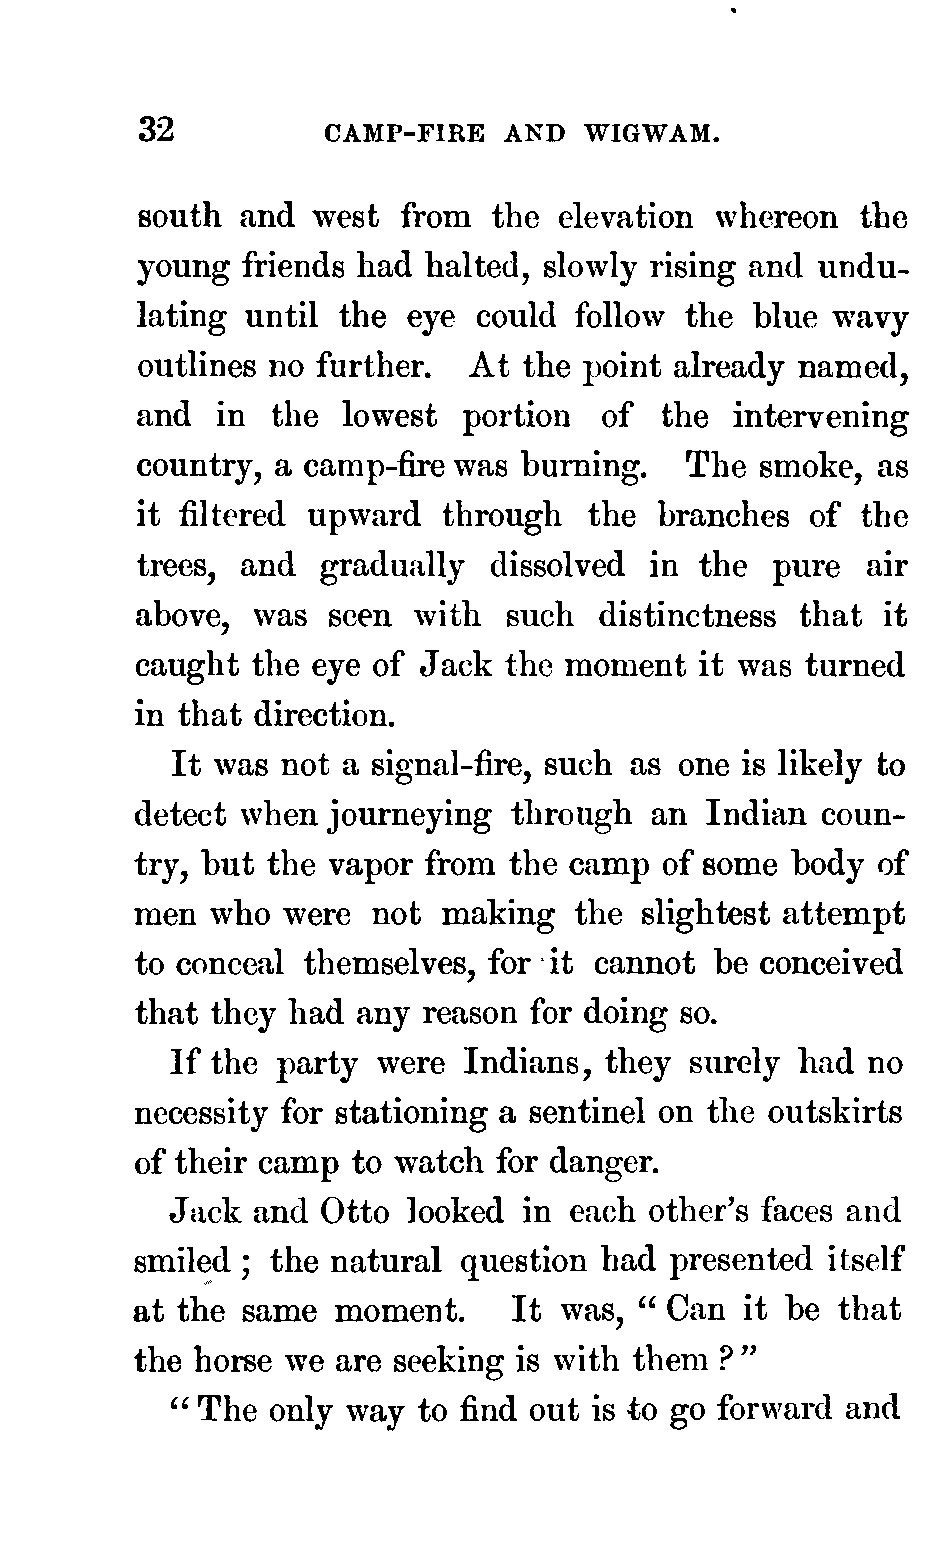 32 CAMP-FIRE AND WIGWAM.
south and west from the elevation whereon the
young friends had halted, slowly rising and undu-
lating until the eye could follow the blue wavy
outlines no further. At the point already named,
and in the lowest portion of the intervening
country, a camp-fire was burning. The smoke, as
it filtered upward through the branches of the
trees, and gradually dissolved in the pure air
above, was seen with such distinctness that it
caught the eye of Jack the moment it was turned
in that direction.
It was not a signal-fire, such as one is likely to
detect when journeying through an Indian coun-
try, but the vapor from the camp of some body of
men who were not making the slightest attempt
to conceal themselves, for it cannot be conceived
that they had any reason for doing so.
If the party were Indians, they surely had no
necessity for stationing a sentinel on the outskirts
of their camp to watch for danger.
Jack and Otto looked in each other's faces and
smiled ; the natural question had presented itself
at the same moment. It was, “ Can it be that
the horse we are seeking is with them ? ”
“ The only way to find out is to go forward and